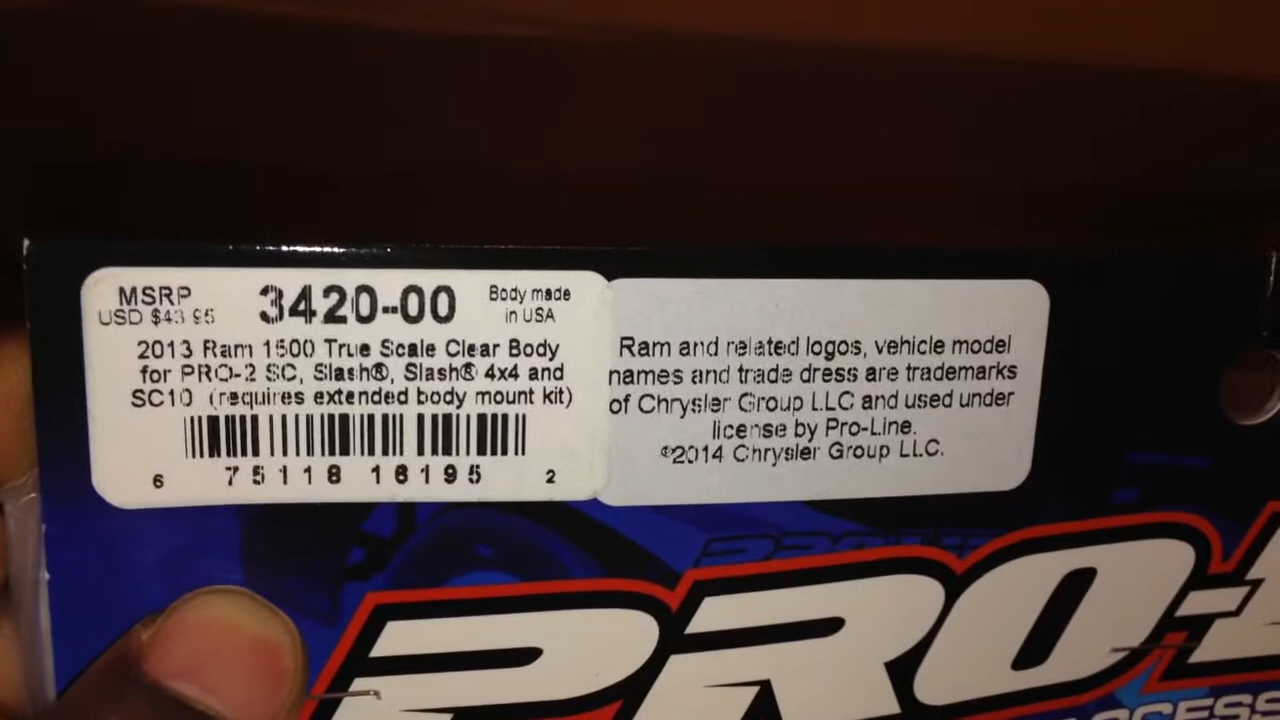 MSRP
USD $43.95
3420-00
Body made
in USA
2013 Ram 1500 True Scale Clear Body
for PRO-2 SC, Slash®, Slash® 4x4 and
SC10 (requires extended body mount kit)
6 75118 16195 2
Ram and related logos, vehicle model
names and trade dress are trademarks
of Chrysler Group LLC and used under
license by Pro-Line.
©2014 Chrysler Group LLC.
PRO-